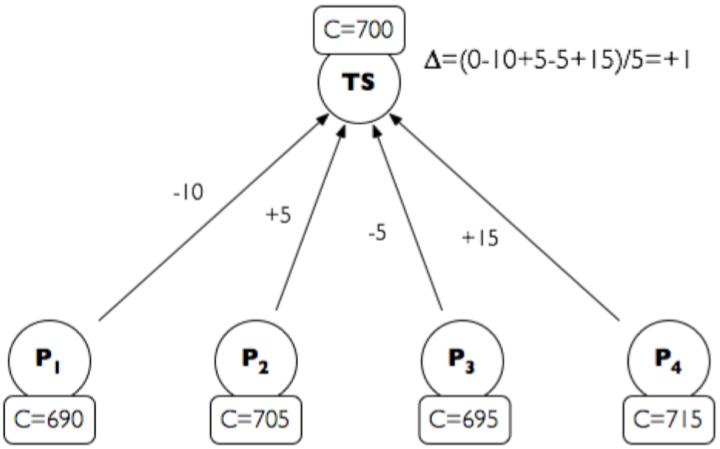 C=700
TS
Δ=(0-10+5-5+15)/5=+1
-10
+5
-5
+15
P1
P2
P3
P4
C=690
C=705
C=695
C=715